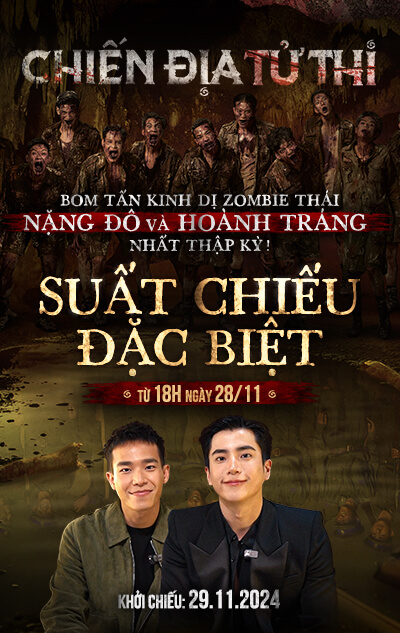 CHIẾN ĐỊA TỬ THI
BOM TẤN KINH DỊ ZOMBIE THÁI
NẶNG ĐÔ VÀ HOÀNH TRÁNG
NHẤT THẬP KỶ!
SUẤT CHIẾU
ĐẶC BIỆT
TỪ 18H NGÀY 28/11
KHỞI CHIẾU: 29.11.2024